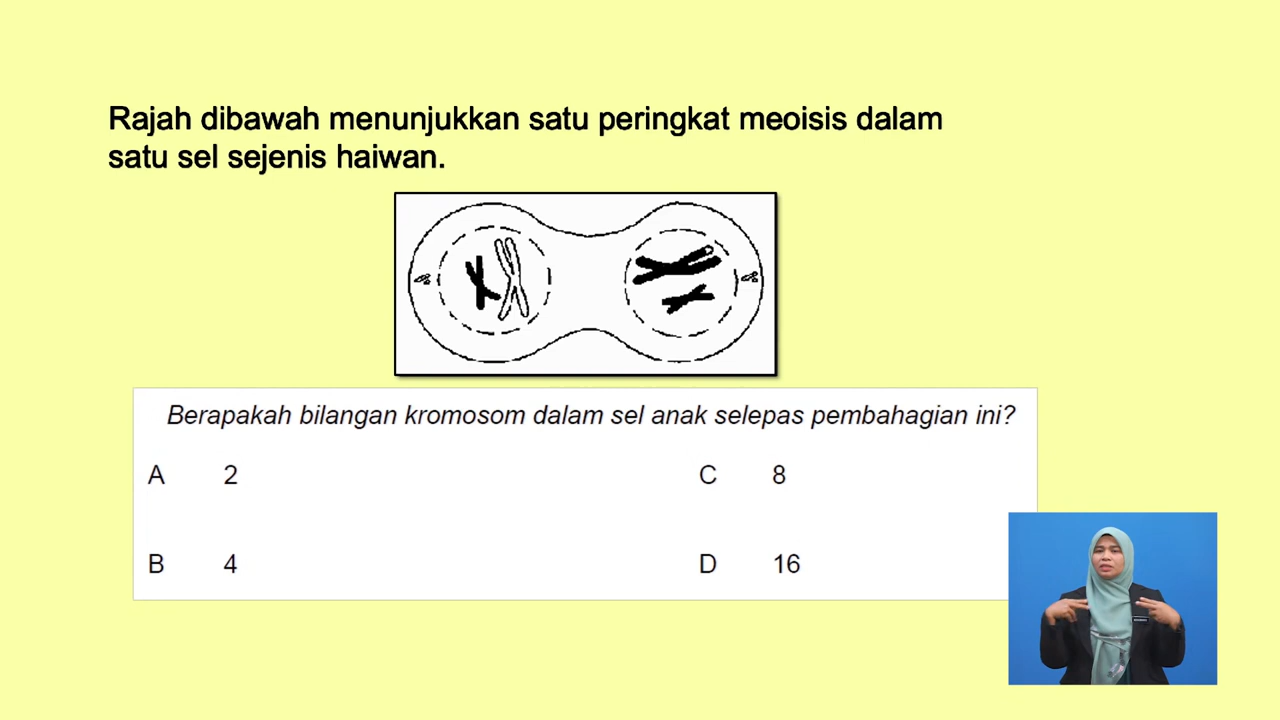 Rajah dibawah menunjukkan satu peringkat meoisis dalam
satu sel sejenis haiwan.
Berapakah bilangan kromosom dalam sel anak selepas pembahagian ini?
A 2
C 8
B 4
D 16